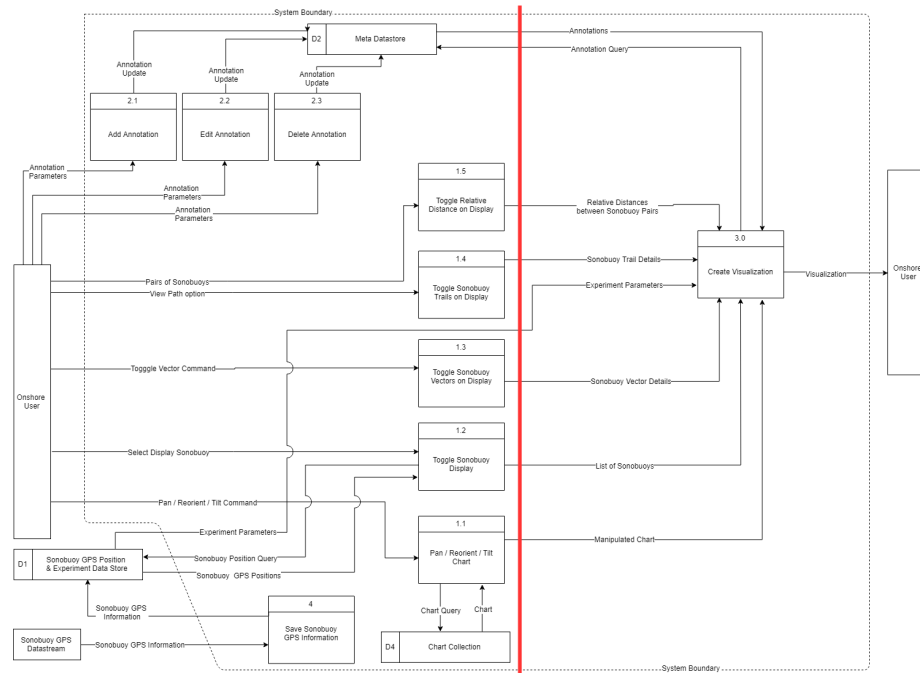 System Boundary
D2
Meta Datastore
Annotations
Annotation Query
Annotation
Update
Annotation
Update
Annotation
Update
2.1
Add Annotation
2.2
Edit Annotation
2.3
Delete Annotation
Annotation
Parameters
Annotation
Parameters
Annotation
Parameters
1.5
Toggle Relative
Distance on Display
Relative Distances
between Sonobuoy Pairs
3.0
Create Visualization
Visualization
Onshore
User
Pairs of Sonobuoys
View Path option
1.4
Toggle Sonobuoy
Trails on Display
Sonobuoy Trail Details
Experiment Parameters
Togggle Vector Command
1.3
Toggle Sonobuoy
Vectors on Display
Sonobuoy Vector Details
Onshore
User
Select Display Sonobuoy
1.2
Toggle Sonobuoy
Display
List of Sonobuoys
Pan / Reorient / Tilt Command
Experiment Parameters
1.1
Pan / Reorient / Tilt
Chart
Manipulated Chart
D1
Sonobuoy GPS Position
& Experiment Data Store
Sonobuoy Position Query
Sonobuoy GPS Positions
Sonobuoy GPS
Information
4
Save Sonobuoy
GPS Information
Chart Query
Chart
D4
Chart Collection
Sonobuoy GPS
Datastream
Sonobuoy GPS Information
System Boundary